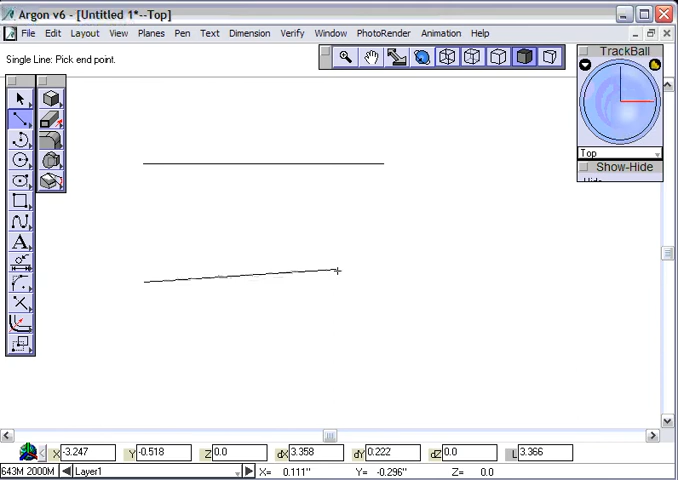 Argon v6 - [Untitled 1*--Top]
File Edit Layout View Planes Pen Text Dimension Verify Window PhotoRender Animation Help
Single Line: Pick end point.
TrackBall
Top
Show-Hide
A
X -3.247 Y -0.518 Z 0.0 dX 3.358 dY 0.222 dZ 0.0 L 3.366
643M 2000M Layer1 X= 0.111" Y= -0.296" Z= 0.0